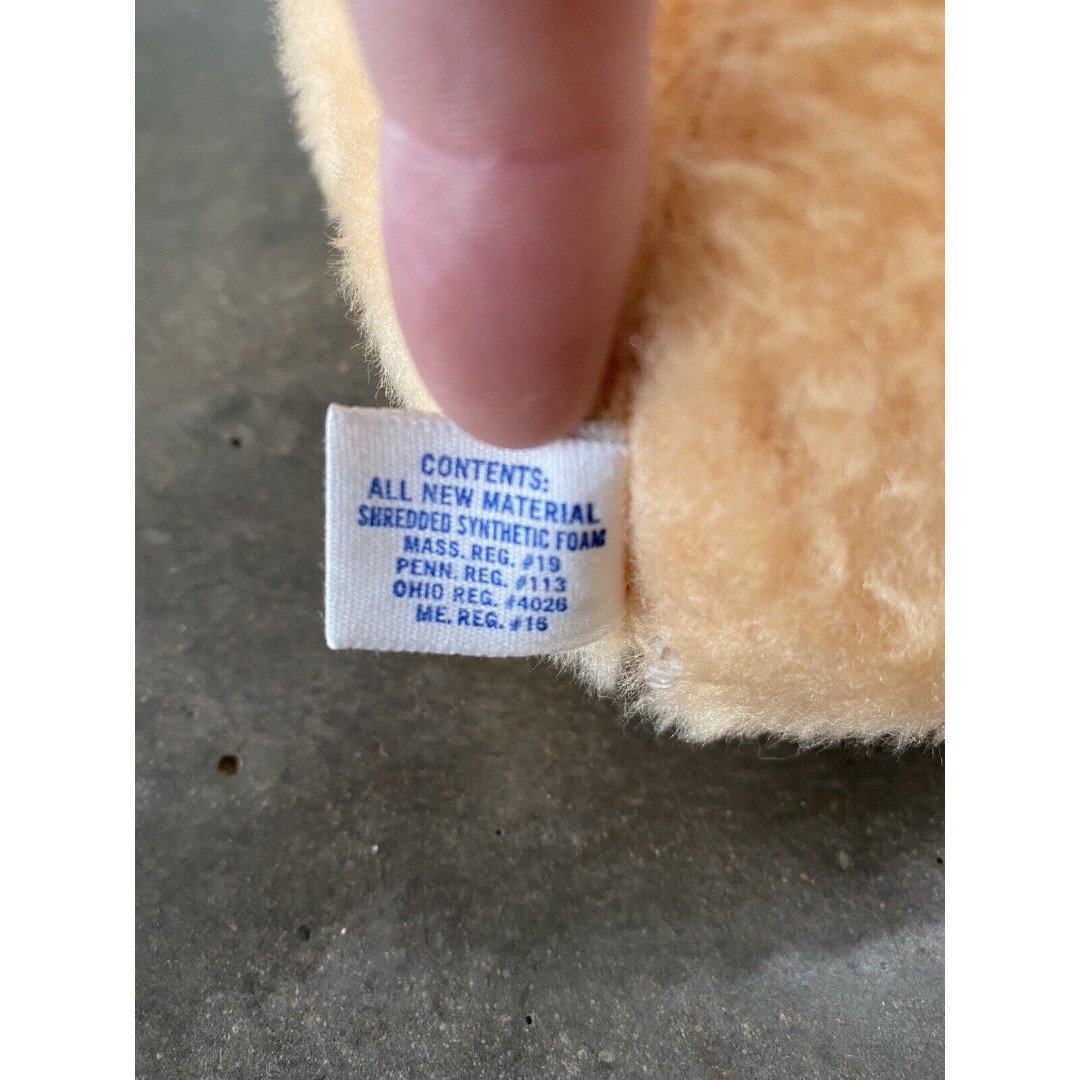 CONTENTS:
ALL NEW MATERIAL
SHREDDED SYNTHETIC FOAM
MASS. REG. #19
PENN. REG. #113
OHIO REG. #4026
ME. REG. #16